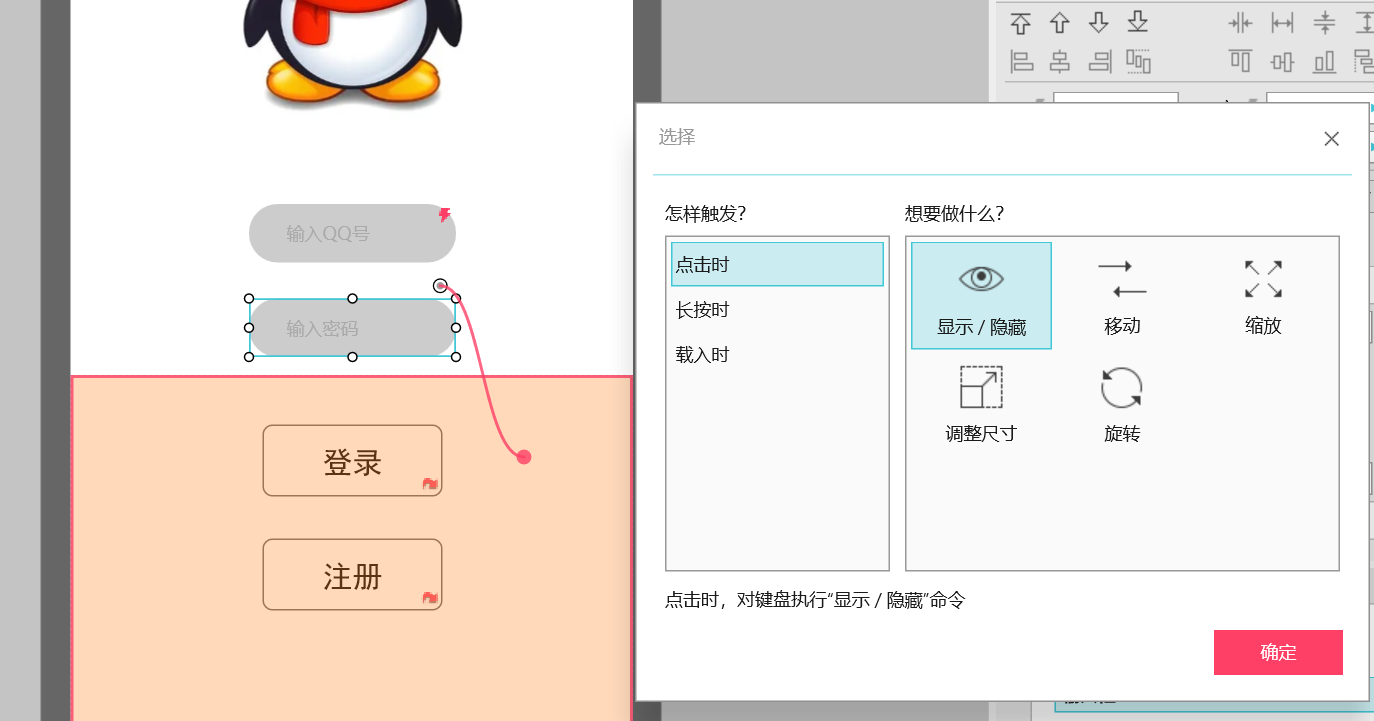 选择
怎样触发？
想要做什么？
点击时
长按时
载入时
显示 / 隐藏
移动
缩放
调整尺寸
旋转
点击时，对键盘执行“显示 / 隐藏”命令
确定
输入QQ号
输入密码
登录
注册